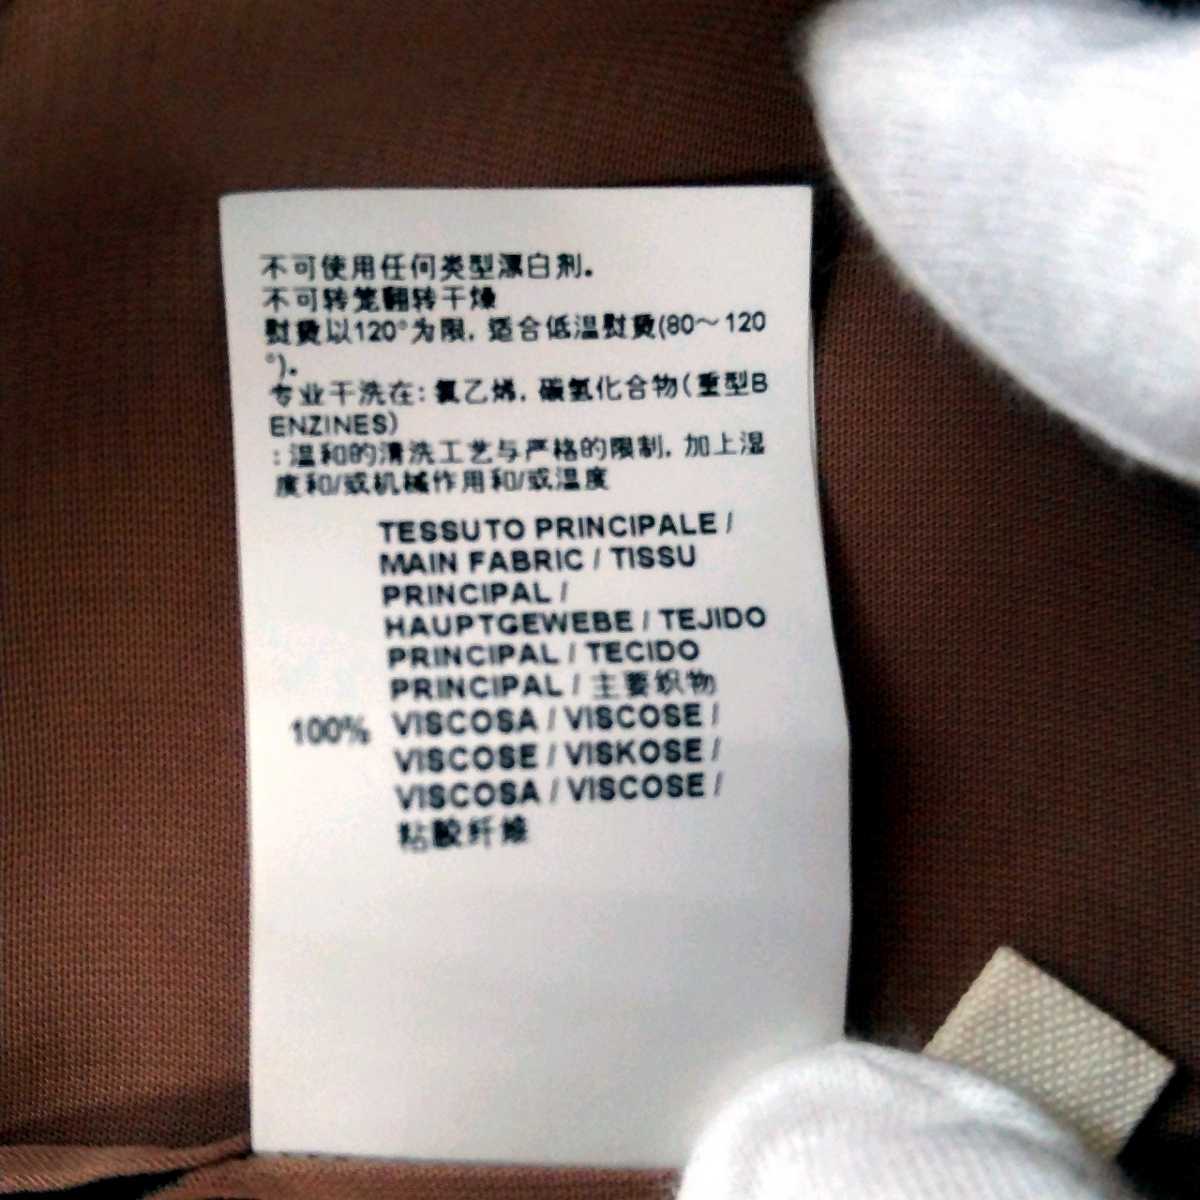 不可使用任何类型漂白剂。
不可转笼翻转干燥
熨烫以120°为限, 适合低温熨烫(80～120
°)。
专业干洗在: 氯乙烯, 碳氢化合物(重型B
ENZINES)
: 温和的清洗工艺与严格的限制, 加上湿
度和/或机械作用和/或温度
TESSUTO PRINCIPALE /
MAIN FABRIC / TISSU
PRINCIPAL /
HAUPTGEWEBE / TEJIDO
PRINCIPAL / TECIDO
PRINCIPAL / 主要织物
100% VISCOSA / VISCOSE /
VISCOSE / VISKOSE /
VISCOSA / VISCOSE /
粘胶纤维